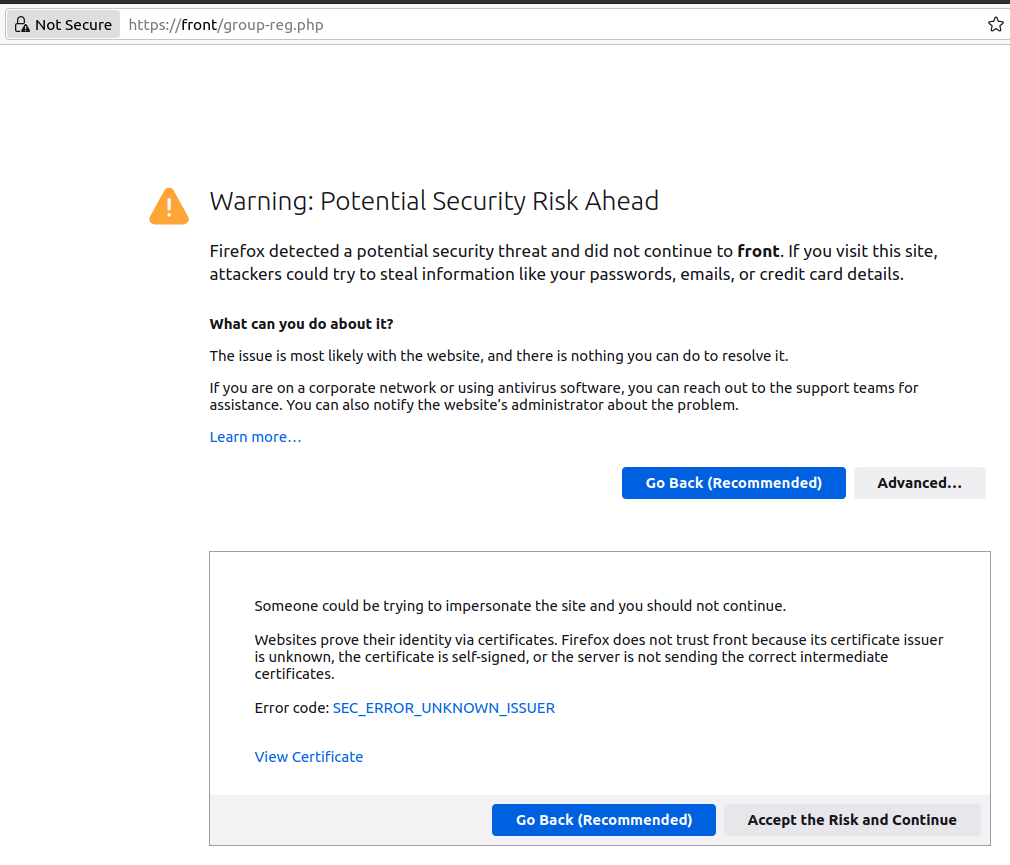 Not Secure https://front/group-reg.php
Warning: Potential Security Risk Ahead
Firefox detected a potential security threat and did not continue to front. If you visit this site,
attackers could try to steal information like your passwords, emails, or credit card details.
What can you do about it?
The issue is most likely with the website, and there is nothing you can do to resolve it.
If you are on a corporate network or using antivirus software, you can reach out to the support teams for
assistance. You can also notify the website’s administrator about the problem.
Learn more…
Go Back (Recommended) Advanced…
Someone could be trying to impersonate the site and you should not continue.
Websites prove their identity via certificates. Firefox does not trust front because its certificate issuer
is unknown, the certificate is self-signed, or the server is not sending the correct intermediate
certificates.
Error code: SEC_ERROR_UNKNOWN_ISSUER
View Certificate
Go Back (Recommended) Accept the Risk and Continue